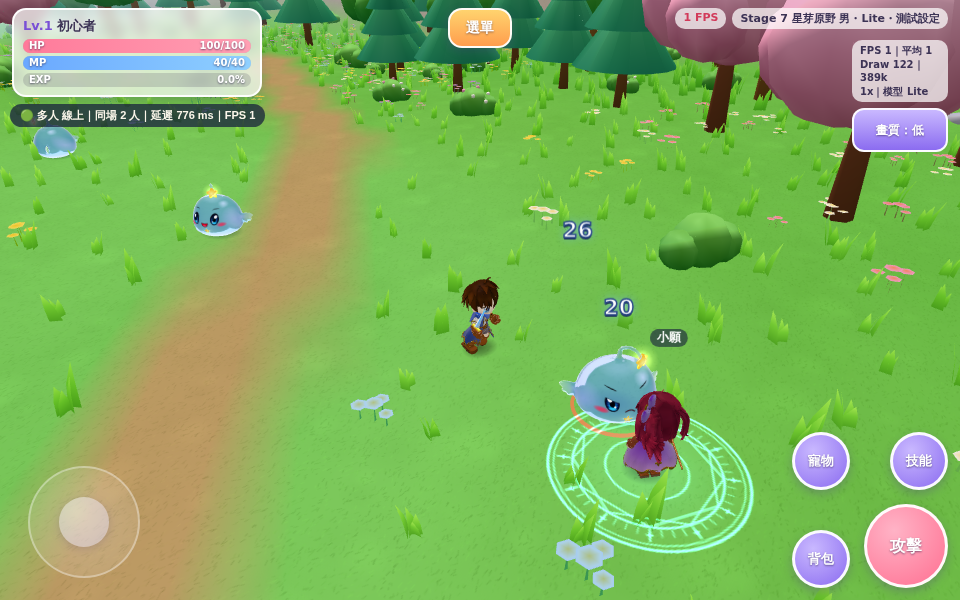 Lv.1 初心者
HP 100/100
MP 40/40
EXP 0.0%
多人 線上｜同場 2 人｜延遲 776 ms｜FPS 1
選單
1 FPS
Stage 7 星芽原野 男・Lite・測試設定
FPS 1｜平均 1
Draw 122｜
389k
1x｜模型 Lite
畫質：低
26
20
小願
寵物
技能
背包
攻擊